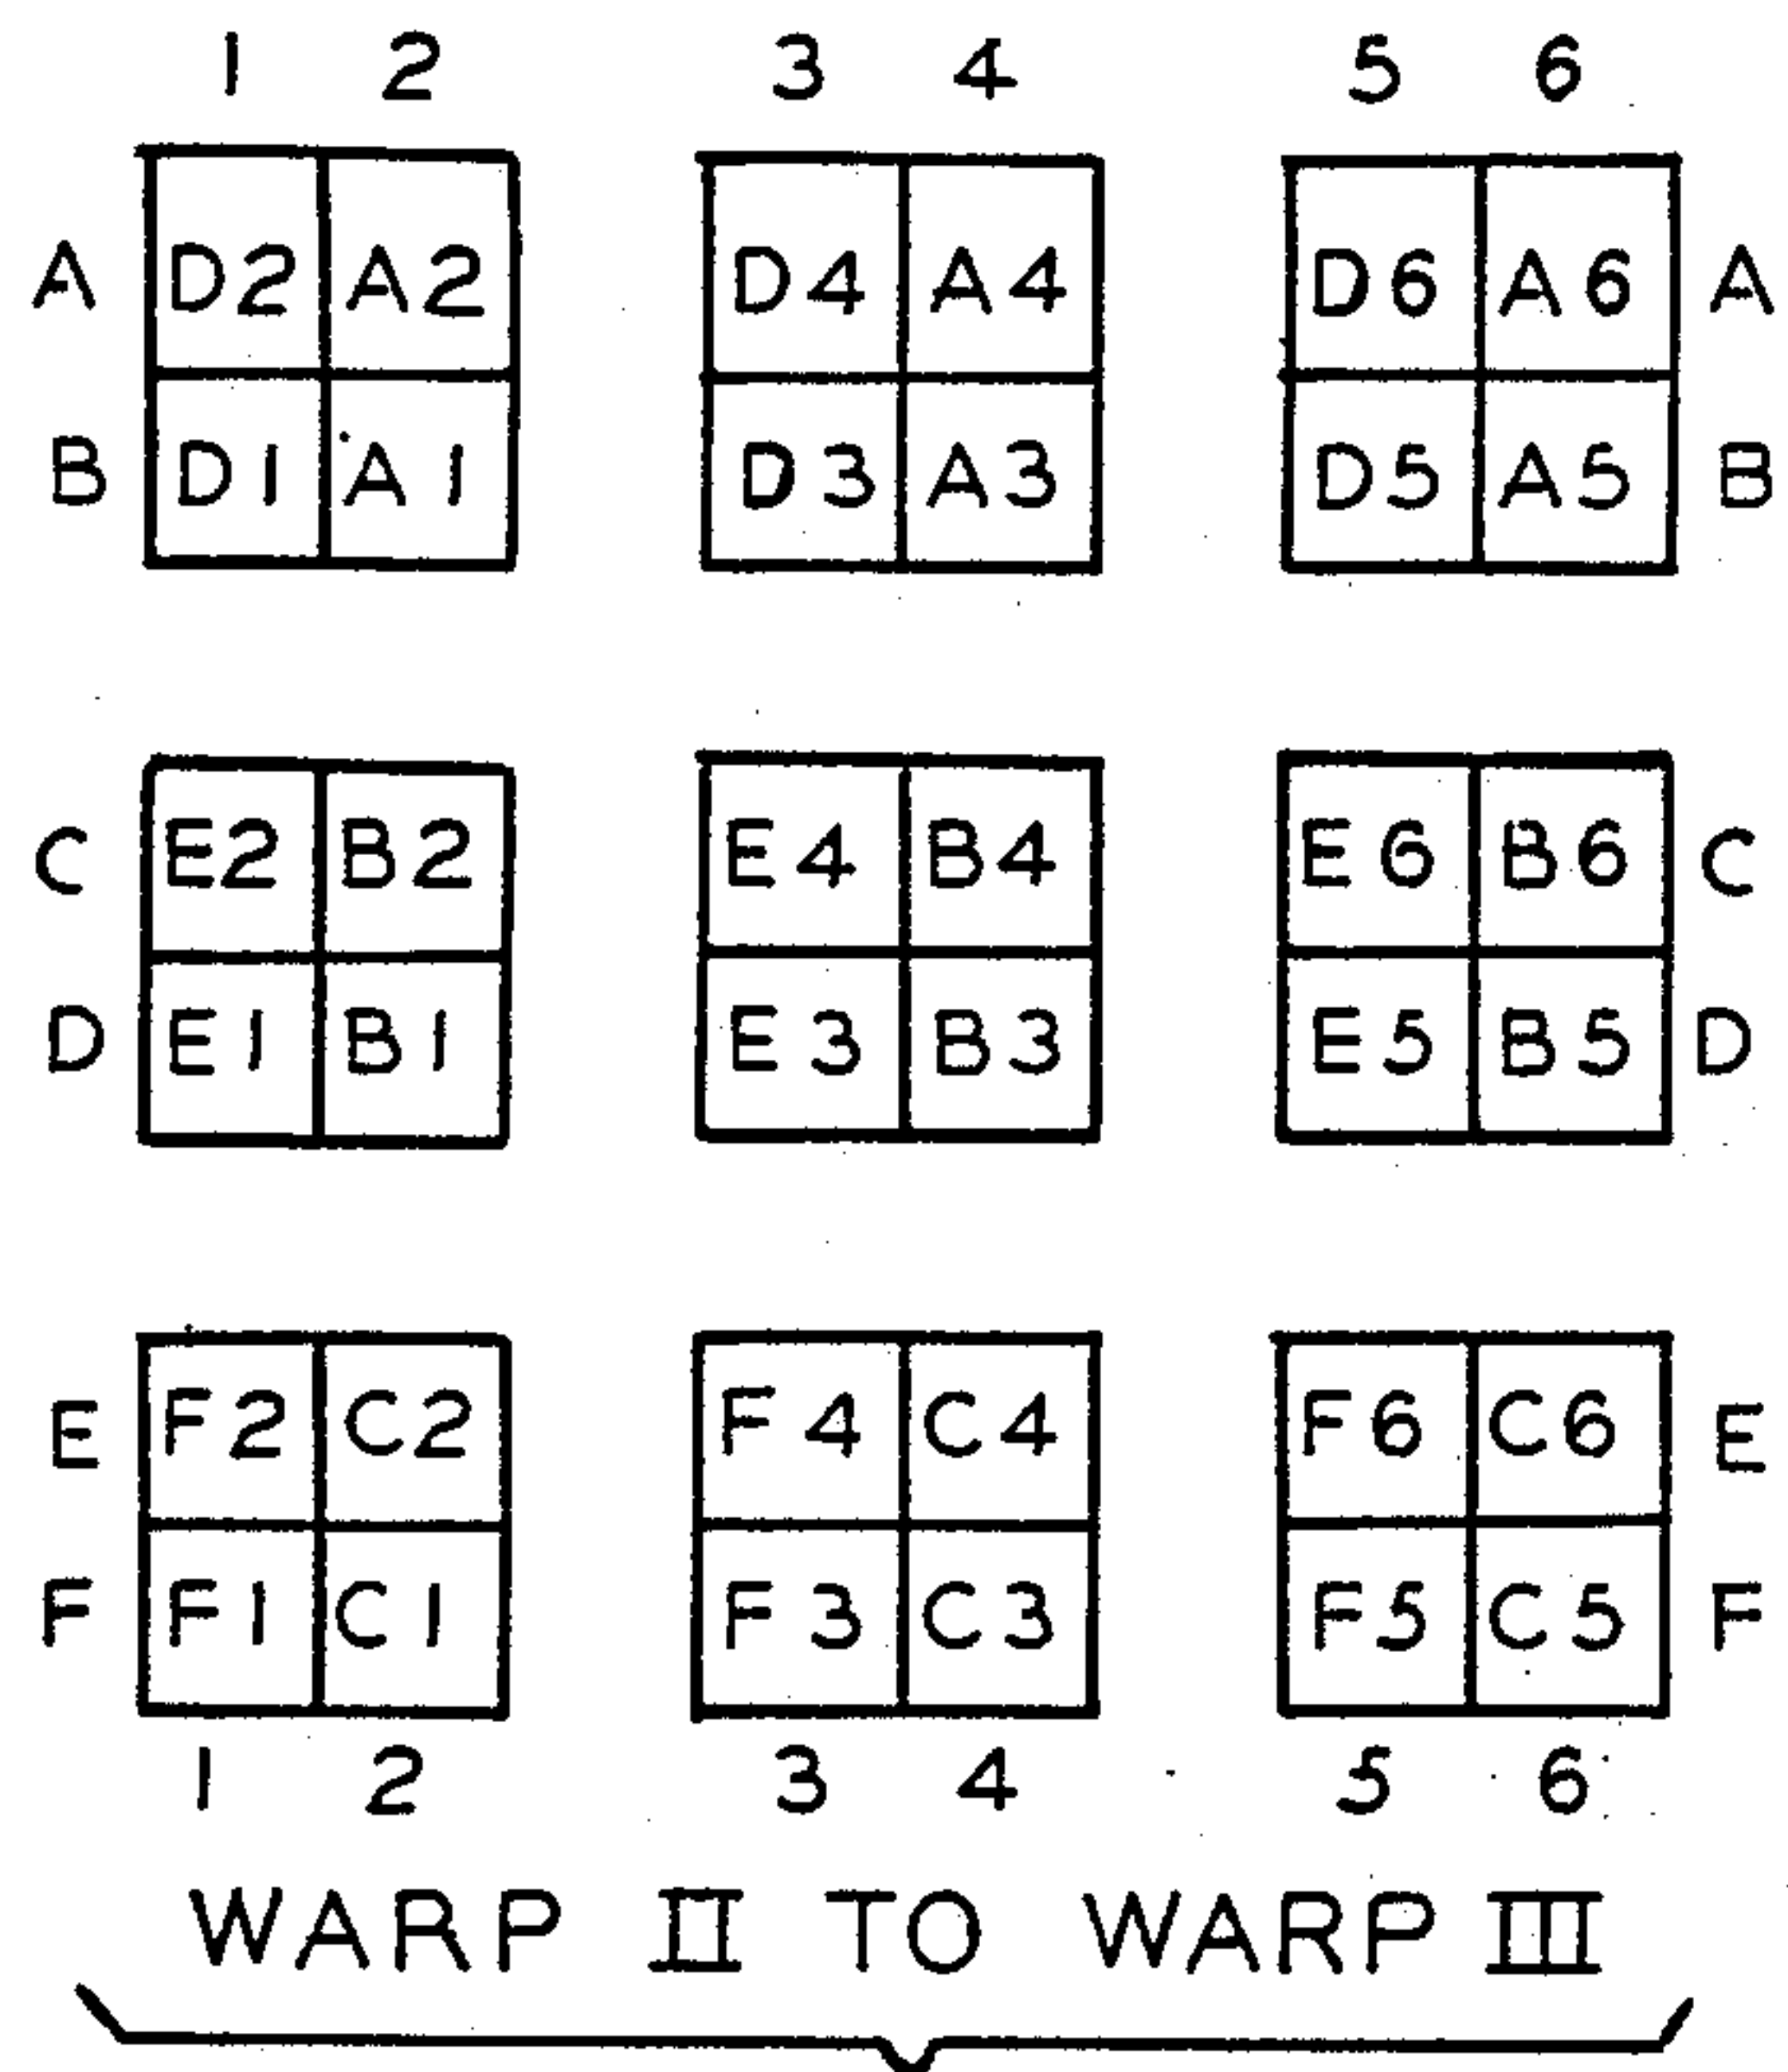 1 2 3 4 5 6
A D2 A2 D4 A4 D6 A6 A
B D1 A1 D3 A3 D5 A5 B
C E2 B2 E4 B4 E6 B6 C
D E1 B1 E3 B3 E5 B5 D
E F2 C2 F4 C4 F6 C6 E
F F1 C1 F3 C3 F5 C5 F
1 2 3 4 5 6
WARP II TO WARP III